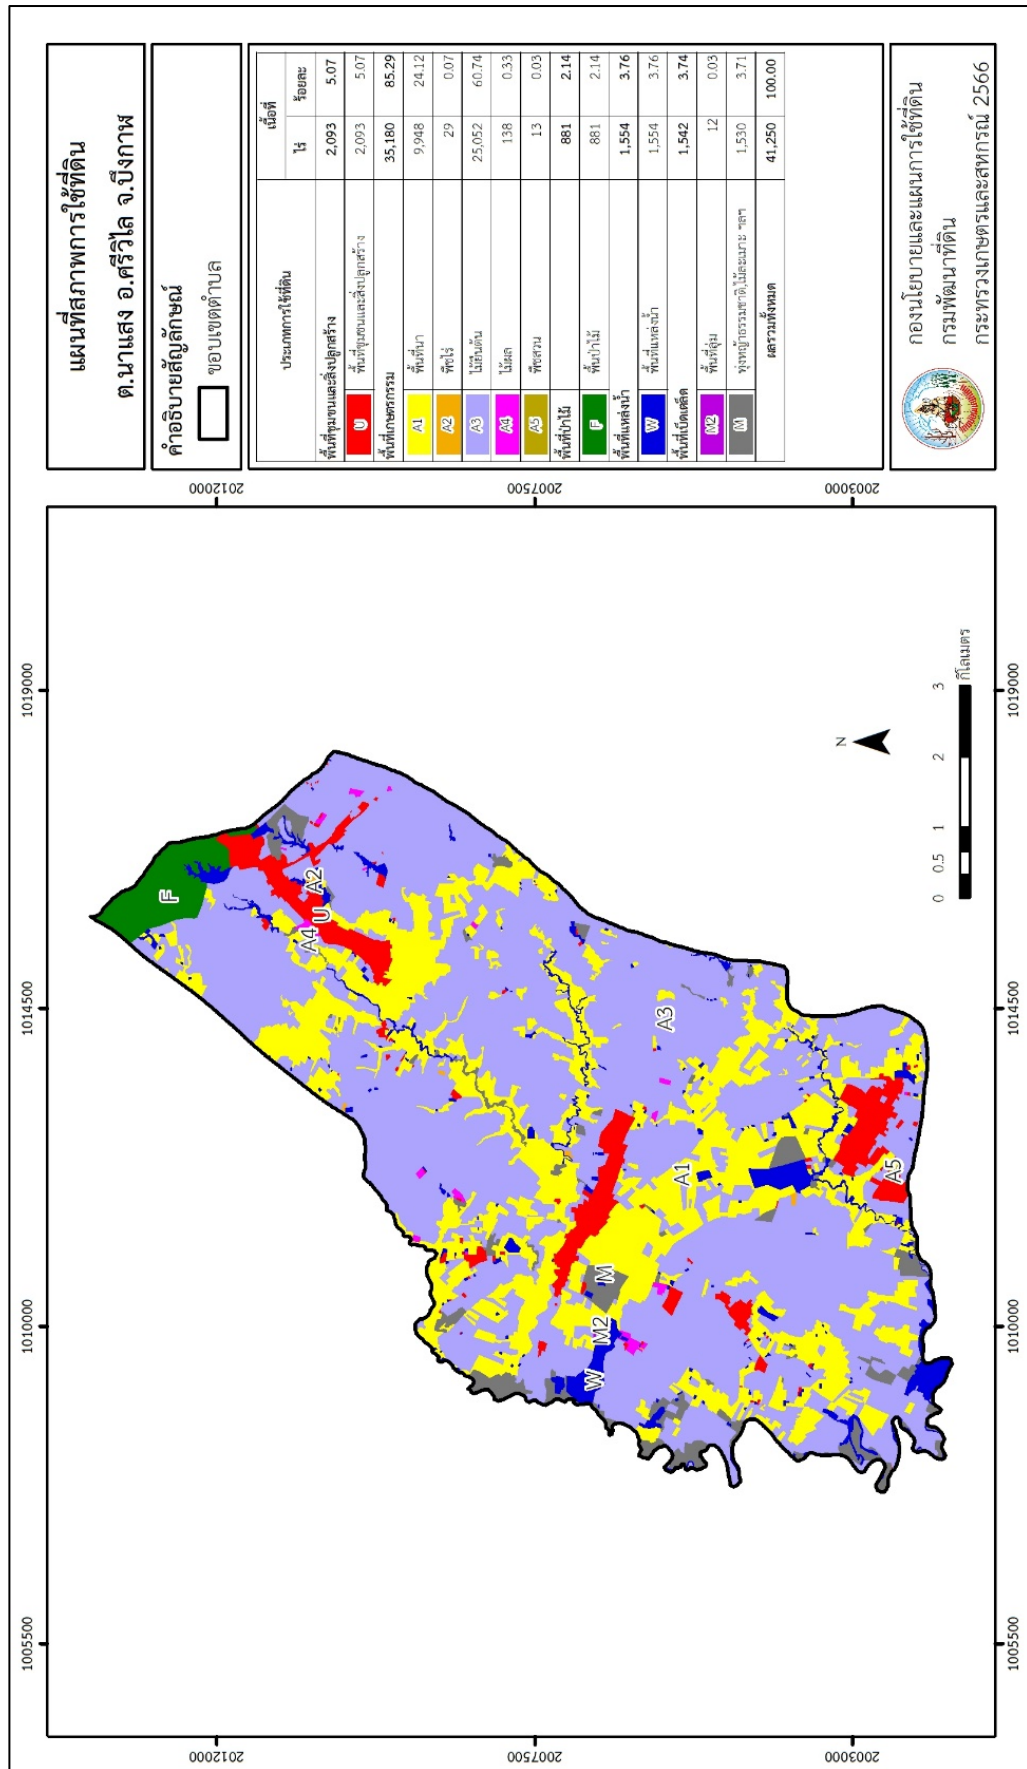 แผนที่สภาพการใช้ที่ดิน
ต.นาแสง อ.ศรีวิไล จ.บึงกาฬ
คำอธิบายสัญลักษณ์
ขอบเขตตำบล
ประเภทการใช้ที่ดิน เนื้อที่
ไร่ ร้อยละ
พื้นที่ชุมชนและสิ่งปลูกสร้าง 2,093 5.07
U พื้นที่ชุมชนและสิ่งปลูกสร้าง 2,093 5.07
พื้นที่เกษตรกรรม 35,180 85.29
A1 พื้นที่นา 9,948 24.12
A2 พืชไร่ 29 0.07
A3 ไม้ยืนต้น 25,052 60.74
A4 ไม้ผล 138 0.33
A5 พืชสวน 13 0.03
พื้นที่ป่าไม้ 881 2.14
F พื้นป่าไม้ 881 2.14
พื้นที่แหล่งน้ำ 1,554 3.76
W พื้นที่แหล่งน้ำ 1,554 3.76
พื้นที่เบ็ดเตล็ด 1,542 3.74
M2 พื้นที่ลุ่ม 12 0.03
M ทุ่งหญ้าธรรมชาติ,ไม้ละเมาะ ฯลฯ 1,530 3.71
ผลรวมทั้งหมด 41,250 100.00
กองนโยบายและแผนการใช้ที่ดิน
กรมพัฒนาที่ดิน
กระทรวงเกษตรและสหกรณ์ 2566
1005500 1010000 1014500 1019000
2012000 2012000
2007500 2007500
2003000 2003000
F
A2
U
A4
A3
A1
M
M2
W
A5
N
0 0.5 1 2 3
กิโลเมตร
1005500 1010000 1014500 1019000